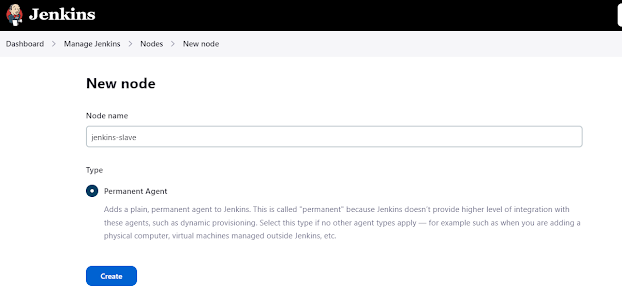 Jenkins
Dashboard > Manage Jenkins > Nodes > New node
New node
Node name
jenkins-slave
Type
Permanent Agent
Adds a plain, permanent agent to Jenkins. This is called "permanent" because Jenkins doesn't provide higher level of integration with
these agents, such as dynamic provisioning. Select this type if no other agent types apply — for example such as when you are adding a
physical computer, virtual machines managed outside Jenkins, etc.
Create